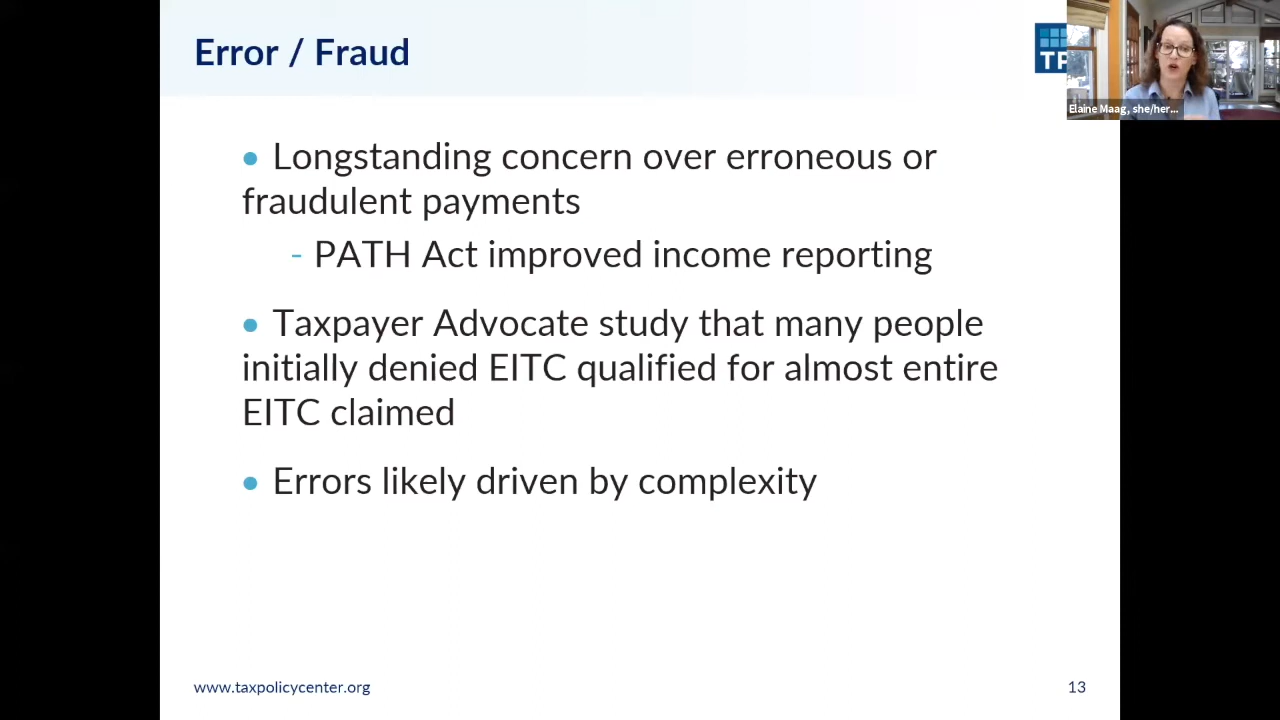 Error / Fraud
TP
Elaine Maag, she/her...
• Longstanding concern over erroneous or
fraudulent payments
- PATH Act improved income reporting
• Taxpayer Advocate study that many people
initially denied EITC qualified for almost entire
EITC claimed
• Errors likely driven by complexity
www.taxpolicycenter.org
13